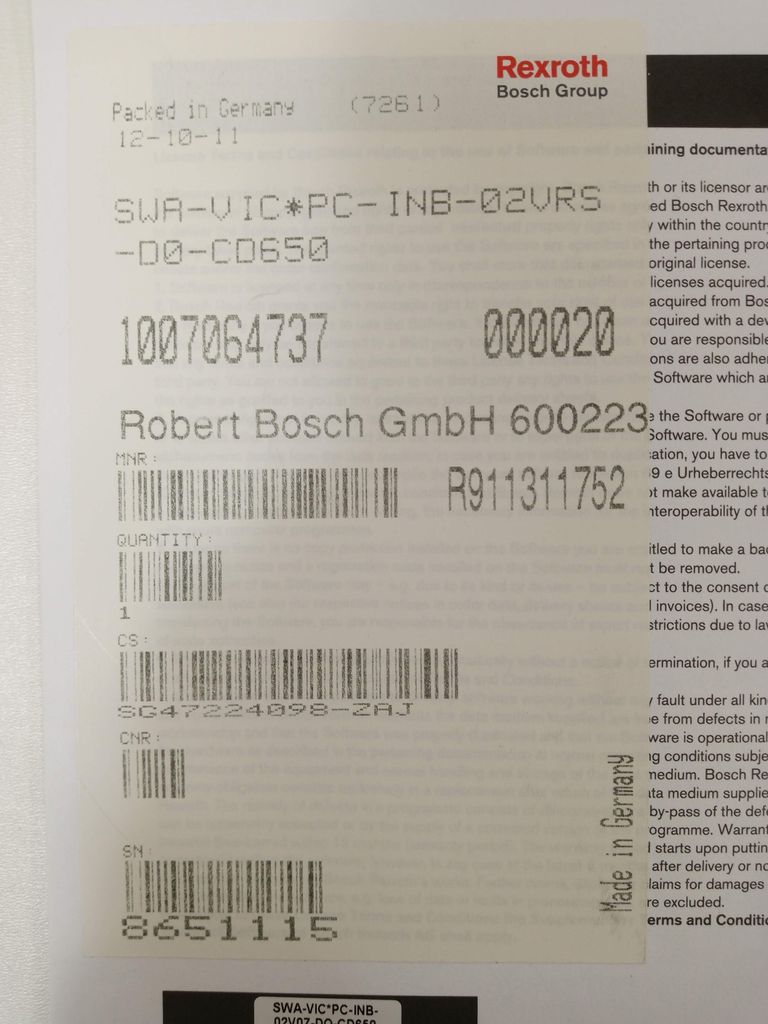 Rexroth
Bosch Group
Packed in Germany (7261)
12-10-11
SWA-VIC*PC-INB-02VRS
-D0-CD650
1007064737 000020
Robert Bosch GmbH 600223
MNR:
R911311752
QUANTITY:
1
CS:
SG47224098-ZAJ
CNR:
SN:
8651115
Made in Germany
ining documenta
th or its licensor are
ed Bosch Rexroth
y within the country
the pertaining proc
original license.
licenses acquired.
acquired from Bos
cquired with a dev
ou are responsible
ons are also adher
Software which ar
e the Software or p
Software. You mus
ation, you have to
9 e Urheberrechts
ot make available t
nteroperability of th
itled to make a bac
t be removed.
ct to the consent o
l invoices). In case
strictions due to lav
ermination, if you a
y fault under all kin
e from defects in m
ware is operational
g conditions subje
medium. Bosch Re
ata medium supplie
by-pass of the defe
ogramme. Warrant
d starts upon puttin
after delivery or no
laims for damages
re excluded.
erms and Conditio
SWA-VIC*PC-INB-
02V07-D0-CD650